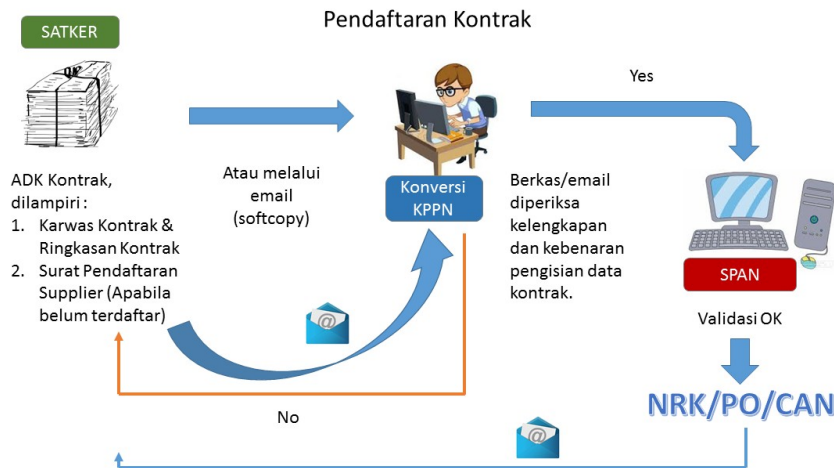 Pendaftaran Kontrak
SATKER
ADK Kontrak,
dilampiri :
1. Karwas Kontrak &
Ringkasan Kontrak
2. Surat Pendaftaran
Supplier (Apabila
belum terdaftar)
Atau melalui
email
(softcopy)
Konversi
KPPN
Yes
Berkas/email
diperiksa
kelengkapan
dan kebenaran
pengisian data
kontrak.
SPAN
Validasi OK
NRK/PO/CAN
No